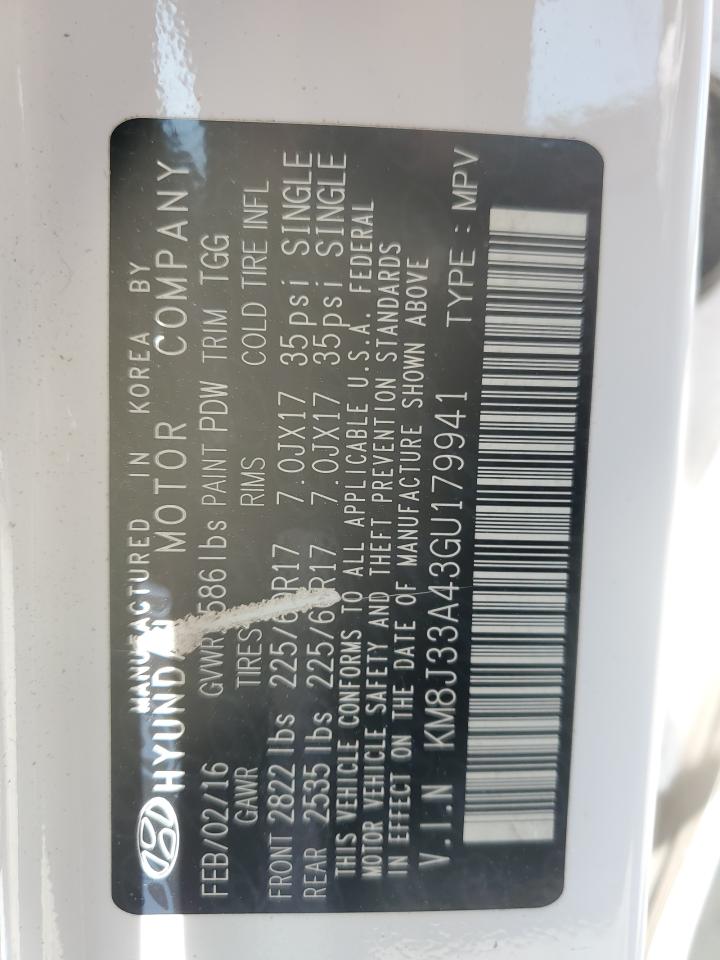 MANUFACTURED IN KOREA BY
HYUNDAI MOTOR COMPANY
FEB/02/16 GVWR 586lbs PAINT PDW TRIM TGG
GAWR TIRES RIMS COLD TIRE INFL
FRONT 2822 lbs 225/60R17 7.0JX17 35psi SINGLE
REAR 2535 lbs 225/60R17 7.0JX17 35psi SINGLE
THIS VEHICLE CONFORMS TO ALL APPLICABLE U.S.A. FEDERAL
MOTOR VEHICLE SAFETY AND THEFT PREVENTION STANDARDS
IN EFFECT ON THE DATE OF MANUFACTURE SHOWN ABOVE
V.I.N KM8J33A43GU179941 TYPE : MPV